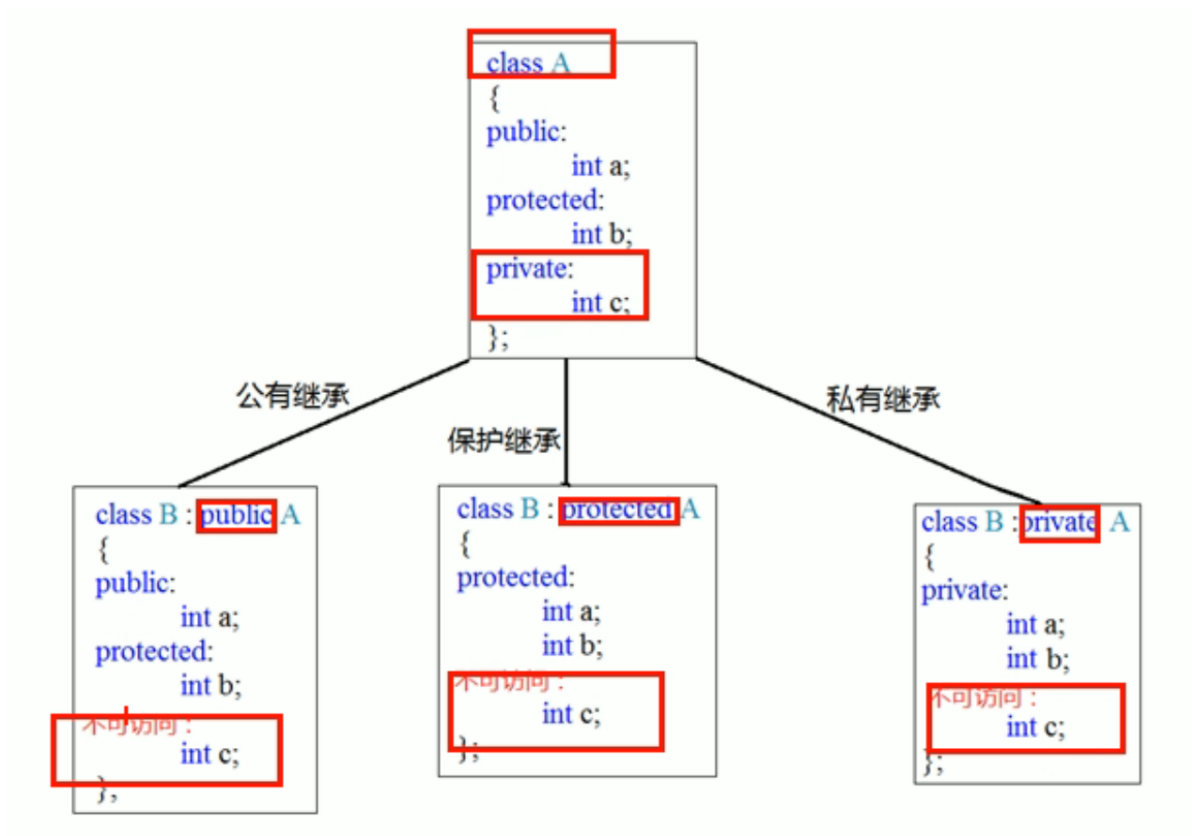 class A
{
public:
int a;
protected:
int b;
private:
int c;
};
公有继承
保护继承
私有继承
class B : public A
{
public:
int a;
protected:
int b;
不可访问：
int c;
};
class B : protected A
{
protected:
int a;
int b;
不可访问：
int c;
};
class B : private A
{
private:
int a;
int b;
不可访问：
int c;
};